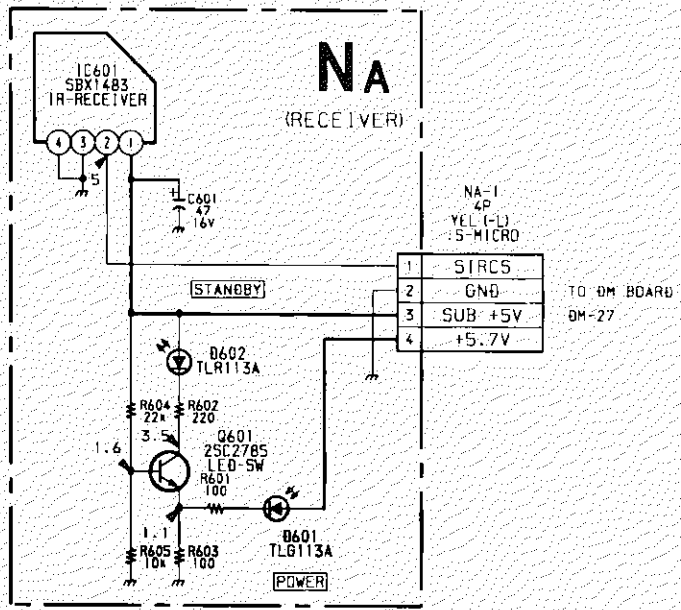 NA
(RECEIVER)
IC601
SBX1483
IR-RECEIVER
4 3 2 1
5
+
C601
47
16V
NA-1
4P
YEL (-L)
:S-MICRO
1 SIRCS
2 GND
3 SUB +5V
4 +5.7V
TO DM BOARD
DM-27
STANDBY
D602
TLR113A
R604
22k
R602
220
1.6
3.5
Q601
2SC2785
LED-SW
R601
100
1.1
D601
TLG113A
R605
10k
R603
100
POWER